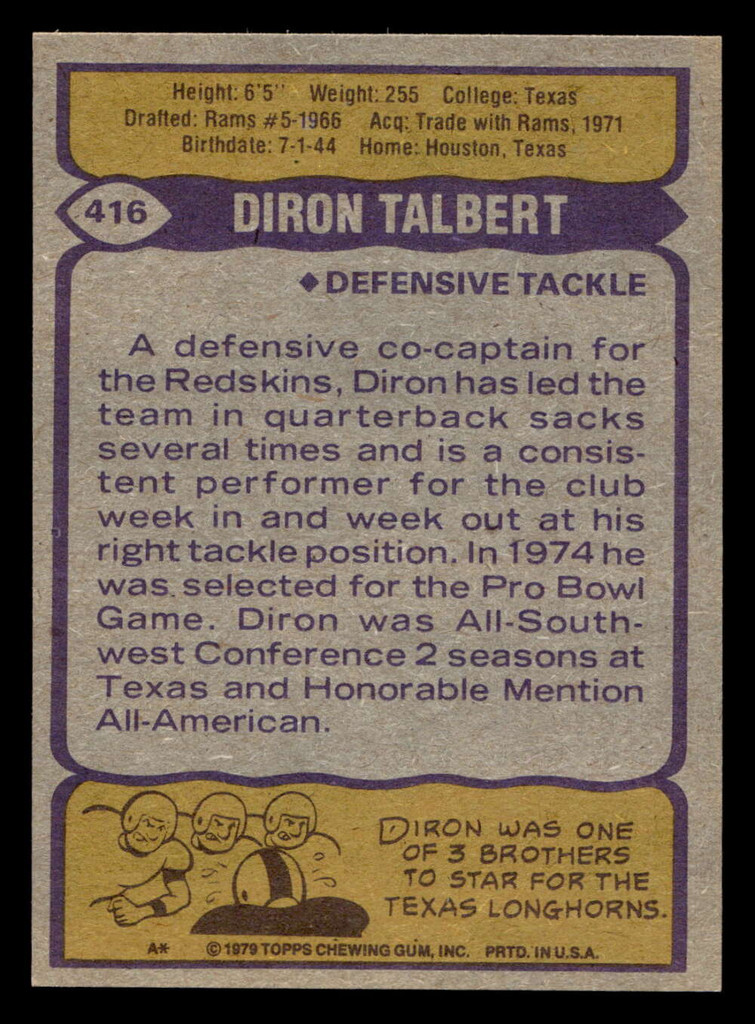 Height: 6'5'' Weight: 255 College: Texas
Drafted: Rams #5-1966 Acq: Trade with Rams, 1971
Birthdate: 7-1-44 Home: Houston, Texas
416 DIRON TALBERT
◆DEFENSIVE TACKLE
A defensive co-captain for
the Redskins, Diron has led the
team in quarterback sacks
several times and is a consis-
tent performer for the club
week in and week out at his
right tackle position. In 1974 he
was selected for the Pro Bowl
Game. Diron was All-South-
west Conference 2 seasons at
Texas and Honorable Mention
All-American.
DIRON WAS ONE
OF 3 BROTHERS
TO STAR FOR THE
TEXAS LONGHORNS.
A* ©1979 TOPPS CHEWING GUM, INC. PRTD. IN U.S.A.